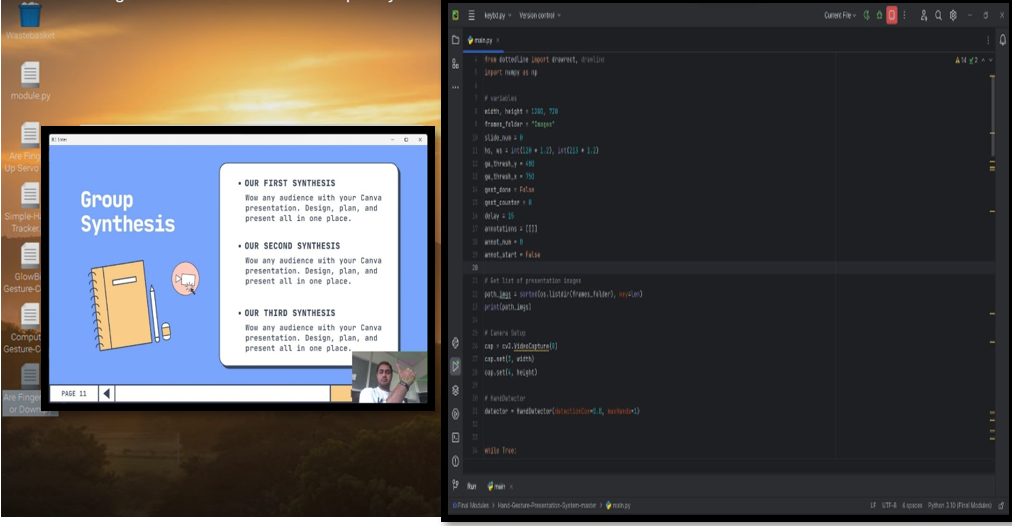 Wastebasket
module.py
Are Fing
Up Servo
Simple-H
Tracker.
GlowB
Gesture-C
Comput
Gesture-C
Are Finger
or Down
Group
Synthesis
• OUR FIRST SYNTHESIS
Wow any audience with your Canva
presentation. Design, plan, and
present all in one place.
• OUR SECOND SYNTHESIS
Wow any audience with your Canva
presentation. Design, plan, and
present all in one place.
• OUR THIRD SYNTHESIS
Wow any audience with your Canva
presentation. Design, plan, and
present all in one place.
PAGE 11
Version control
Current File
main.py
from dottedline import drawrect, drawline
import numpy as np
# variables
width, height = 1280, 720
frames_folder = "Images"
slide_num = 0
hs, ws = int(120 * 1.2), int(213 * 1.2)
ge_thresh_y = 400
ge_thresh_x = 750
gest_done = False
gest_counter = 0
delay = 15
annotations = [[]]
annot_num = 0
annot_start = False
# Get list of presentation images
path_imgs = sorted(os.listdir(frames_folder), key=len)
print(path_imgs)
# Camera Setup
cap = cv2.VideoCapture(0)
cap.set(3, width)
cap.set(4, height)
# HandDetector
detector = HandDetector(detectionCon=0.8, maxHands=1)
while True:
Run main
Final Modules > Hand-Gesture-Presentation-System-master > main.py
LF UTF-8 4 spaces Python 3.10 (Final Modules)